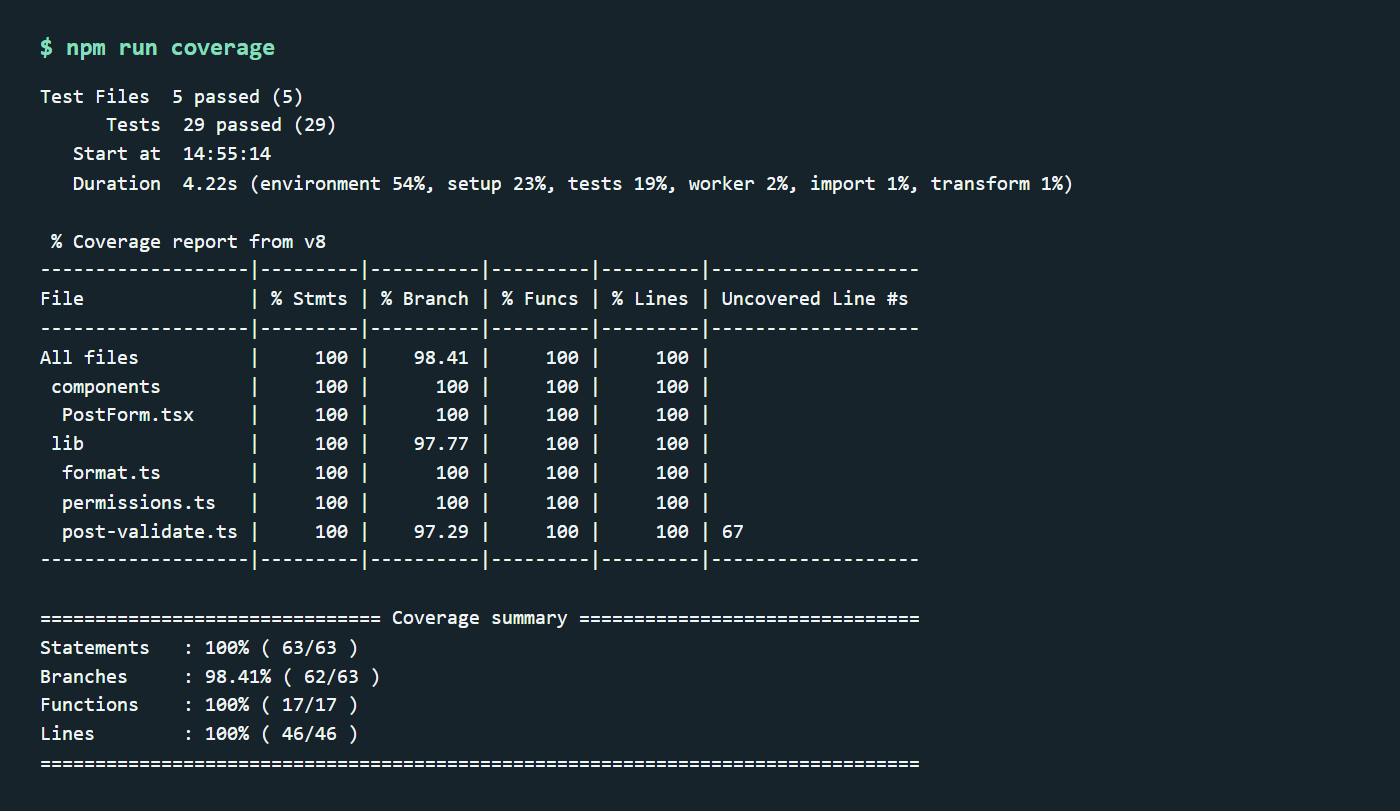 $ npm run coverage
Test Files  5 passed (5)
      Tests  29 passed (29)
   Start at  14:55:14
   Duration  4.22s (environment 54%, setup 23%, tests 19%, worker 2%, import 1%, transform 1%)

 % Coverage report from v8
-------------------|---------|----------|---------|---------|-------------------
File               | % Stmts | % Branch | % Funcs | % Lines | Uncovered Line #s
-------------------|---------|----------|---------|---------|-------------------
All files          |     100 |    98.41 |     100 |     100 |
 components        |     100 |      100 |     100 |     100 |
  PostForm.tsx     |     100 |      100 |     100 |     100 |
 lib               |     100 |    97.77 |     100 |     100 |
  format.ts        |     100 |      100 |     100 |     100 |
  permissions.ts   |     100 |      100 |     100 |     100 |
  post-validate.ts |     100 |    97.29 |     100 |     100 | 67
-------------------|---------|----------|---------|---------|-------------------

=============================== Coverage summary ===============================
Statements   : 100% ( 63/63 )
Branches     : 98.41% ( 62/63 )
Functions    : 100% ( 17/17 )
Lines        : 100% ( 46/46 )
================================================================================